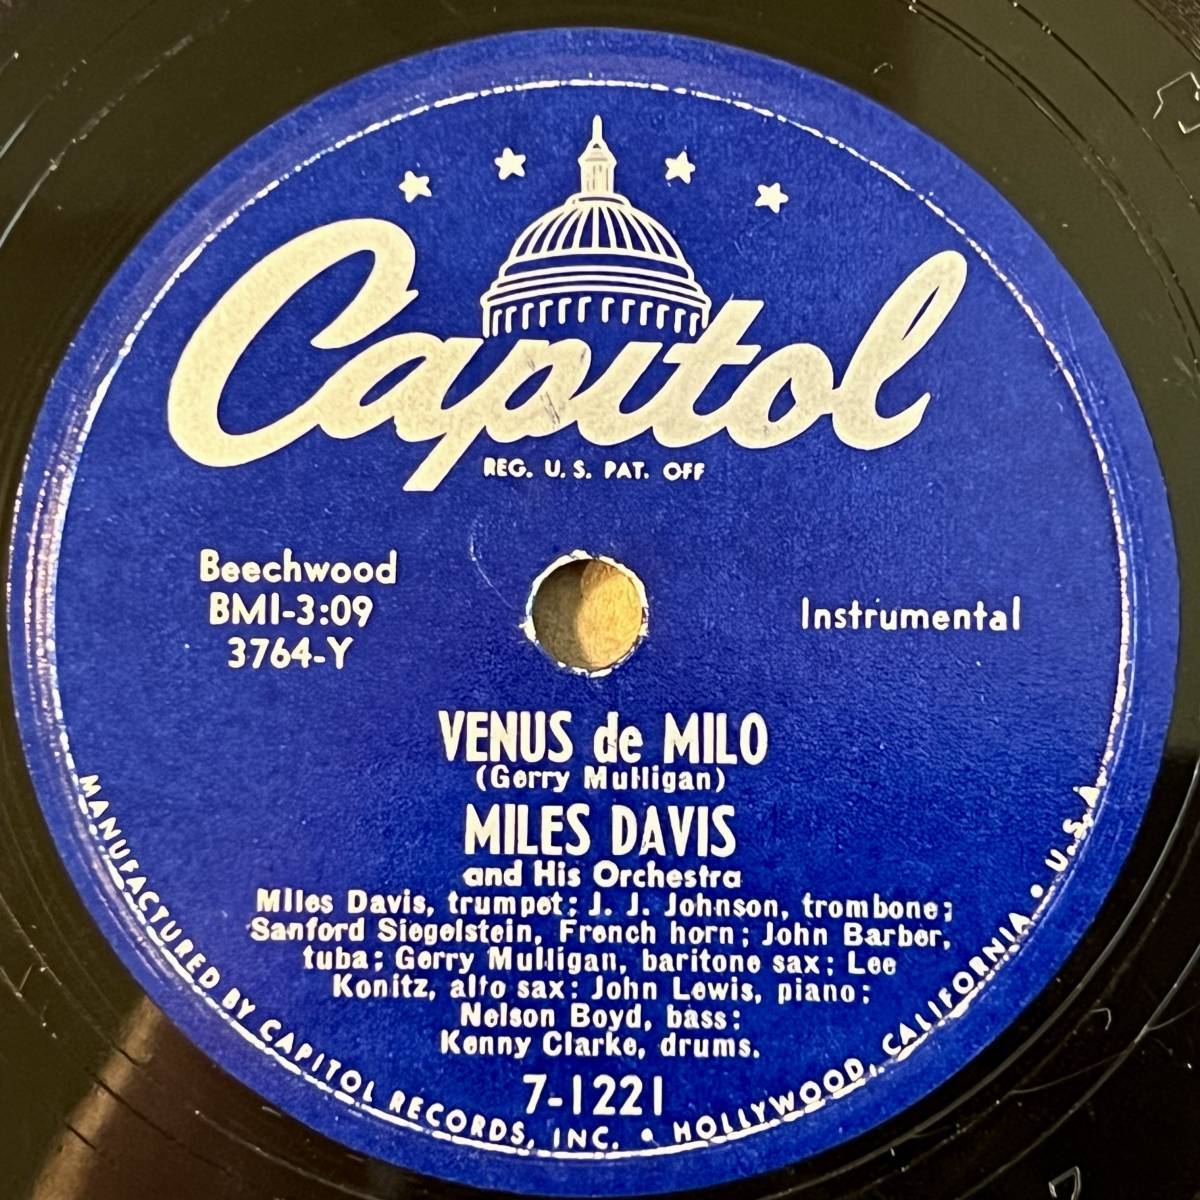 Capitol
REG. U. S. PAT. OFF
Beechwood
BMI-3:09
3764-Y
Instrumental
VENUS de MILO
(Gerry Mulligan)
MILES DAVIS
and His Orchestra
Miles Davis, trumpet; J. J. Johnson, trombone;
Sanford Siegelstein, French horn; John Barber,
tuba; Gerry Mulligan, baritone sax; Lee
Konitz, alto sax; John Lewis, piano;
Nelson Boyd, bass;
Kenny Clarke, drums.
7-1221
MANUFACTURED BY CAPITOL RECORDS, INC. • HOLLYWOOD, CALIFORNIA • U.S.A.